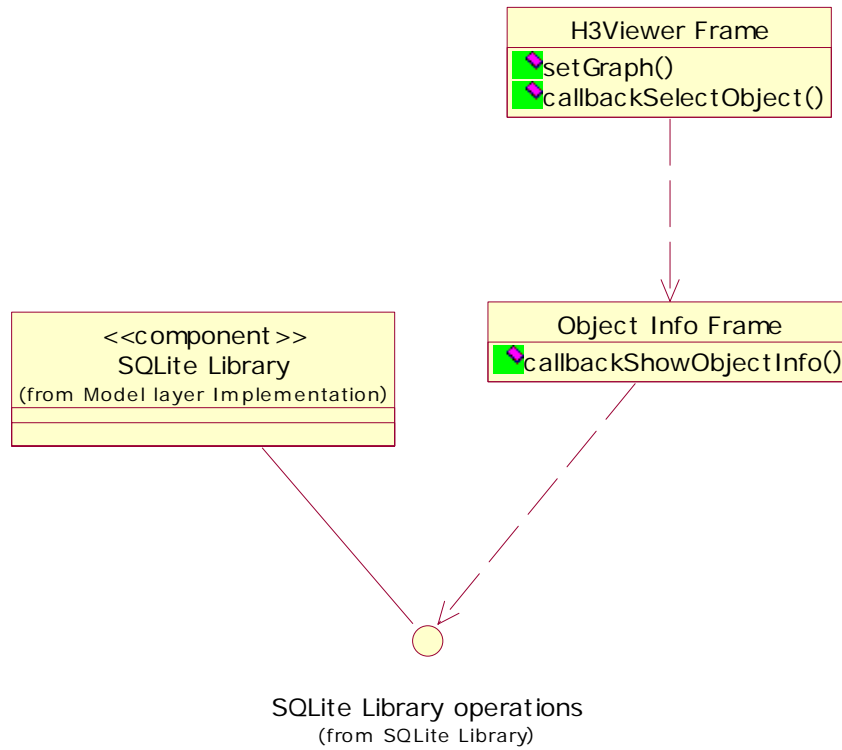 H3Viewer Frame
setGraph()
callbackSelectObject()
<<component>>
SQLite Library
(from Model layer Implementation)
Object Info Frame
callbackShowObjectInfo()
SQLite Library operations
(from SQLite Library)